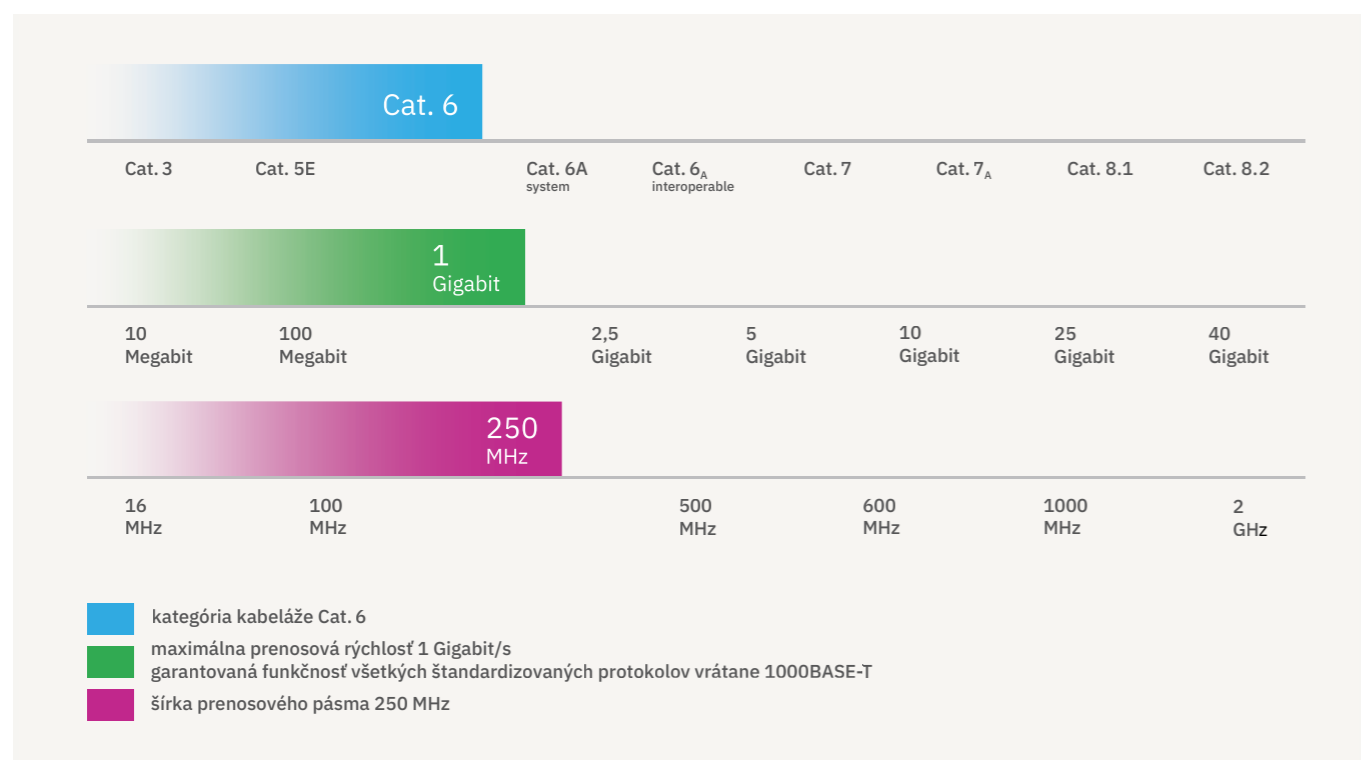 Cat. 6
Cat. 3 Cat. 5E Cat. 6A Cat. 6A Cat. 7 Cat. 7A Cat. 8.1 Cat. 8.2
system interoperable
1
Gigabit
10 100 2,5 5 10 25 40
Megabit Megabit Gigabit Gigabit Gigabit Gigabit Gigabit
250
MHz
16 100 500 600 1000 2
MHz MHz MHz MHz MHz GHz
kategória kabeláže Cat. 6
maximálna prenosová rýchlosť 1 Gigabit/s
garantovaná funkčnosť všetkých štandardizovaných protokolov vrátane 1000BASE-T
šírka prenosového pásma 250 MHz